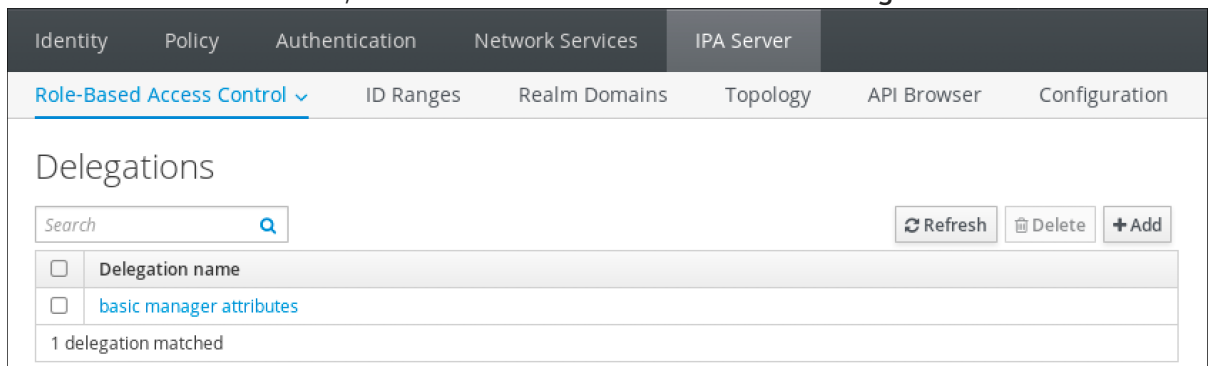 Identity Policy Authentication Network Services IPA Server
Role-Based Access Control ID Ranges Realm Domains Topology API Browser Configuration
Delegations
Search Refresh Delete Add
Delegation name
basic manager attributes
1 delegation matched